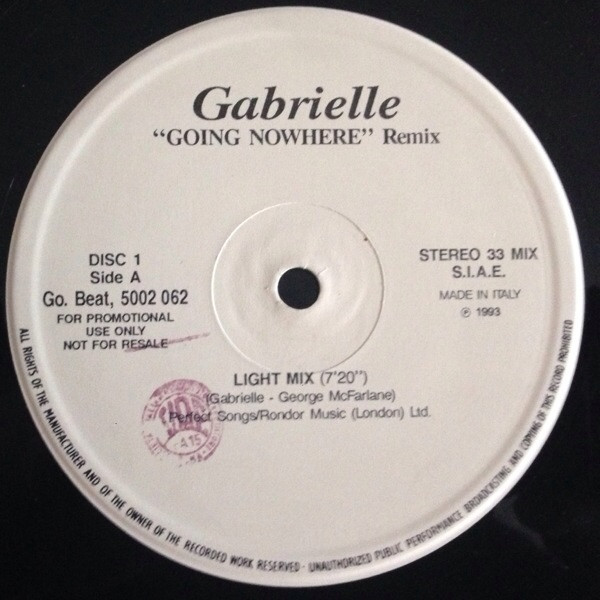 Gabrielle
“GOING NOWHERE” Remix
DISC 1
Side A
Go. Beat, 5002 062
FOR PROMOTIONAL
USE ONLY
NOT FOR RESALE
STEREO 33 MIX
S.I.A.E.
MADE IN ITALY
℗ 1993
LIGHT MIX (7'20")
(Gabrielle - George McFarlane)
Perfect Songs/Rondor Music (London) Ltd.
ALL RIGHTS OF THE MANUFACTURER AND OF THE OWNER OF THE RECORDED WORK RESERVED - UNAUTHORIZED PUBLIC PERFORMANCE, BROADCASTING AND COPYING OF THIS RECORD PROHIBITED